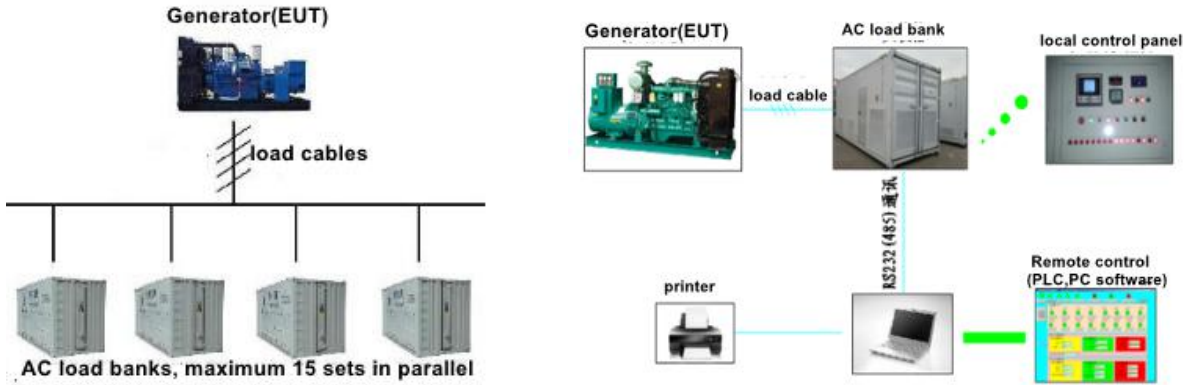 Generator(EUT)
load cables
AC load banks, maximum 15 sets in parallel
Generator(EUT)
load cable
AC load bank
local control panel
RS232 (485) 通讯
printer
Remote control
(PLC,PC software)